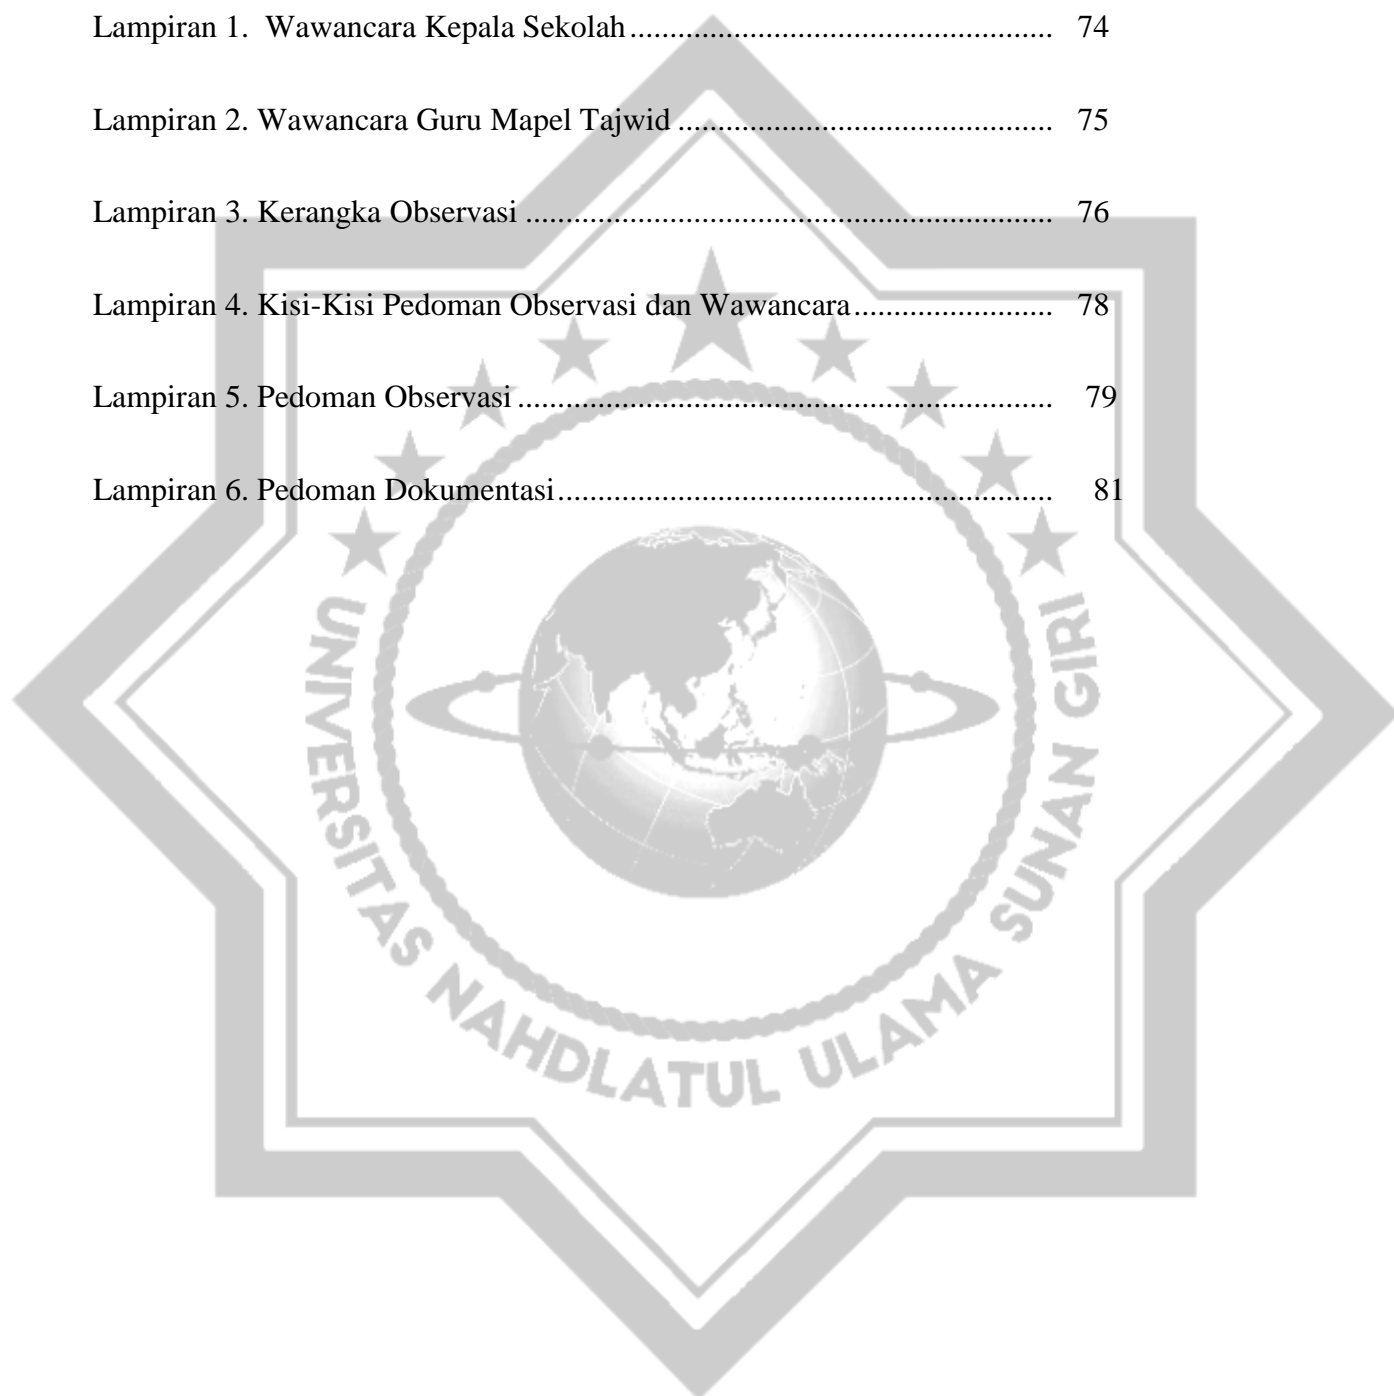 Lampiran 1.  Wawancara Kepala Sekolah .................................................... 74
Lampiran 2. Wawancara Guru Mapel Tajwid .............................................. 75
Lampiran 3. Kerangka Observasi ................................................................. 76
Lampiran 4. Kisi-Kisi Pedoman Observasi dan Wawancara ......................... 78
Lampiran 5. Pedoman Observasi .................................................................. 79
Lampiran 6. Pedoman Dokumentasi ............................................................. 81
UNIVERSITAS NAHDLATUL ULAMA SUNAN GIRI